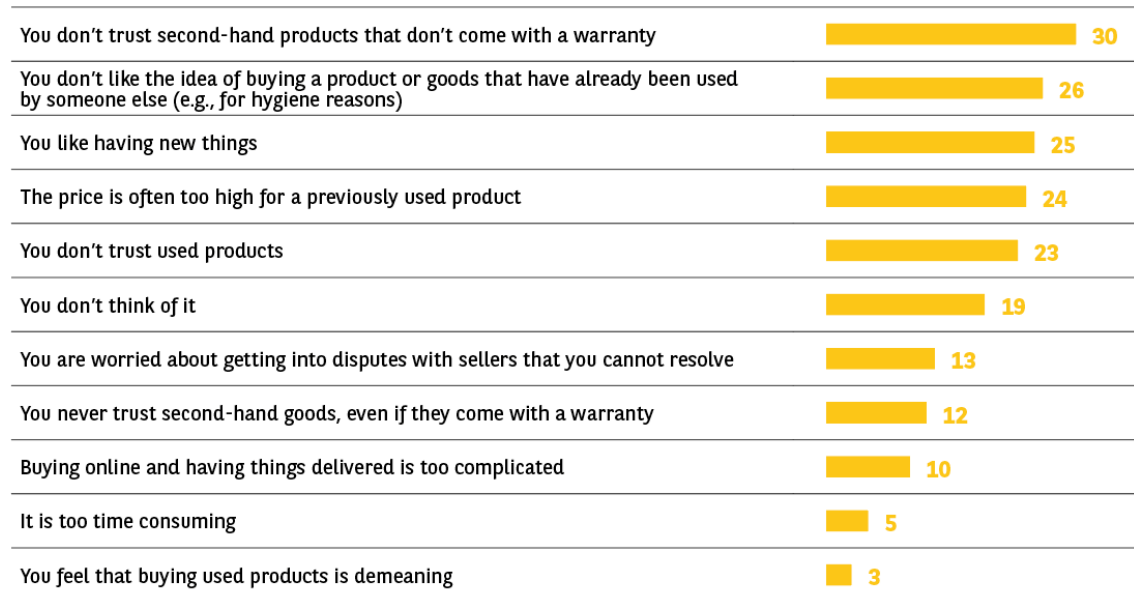 You don’t trust second-hand products that don’t come with a warranty 30
You don’t like the idea of buying a product or goods that have already been used
by someone else (e.g., for hygiene reasons) 26
You like having new things 25
The price is often too high for a previously used product 24
You don’t trust used products 23
You don’t think of it 19
You are worried about getting into disputes with sellers that you cannot resolve 13
You never trust second-hand goods, even if they come with a warranty 12
Buying online and having things delivered is too complicated 10
It is too time consuming 5
You feel that buying used products is demeaning 3